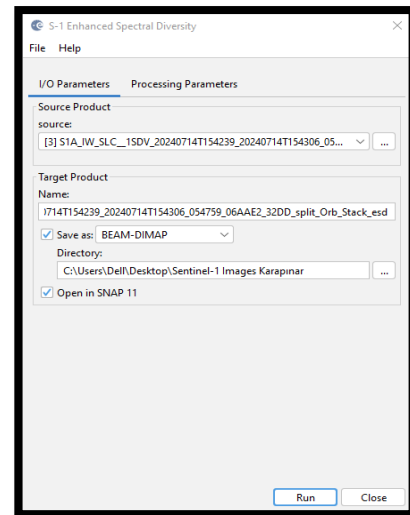 S-1 Enhanced Spectral Diversity
File Help
I/O Parameters Processing Parameters
Source Product
source:
[3] S1A_IW_SLC__1SDV_20240714T154239_20240714T154306_05... ...
Target Product
Name:
)714T154239_20240714T154306_054759_06AAE2_32DD_split_Orb_Stack_esd
Save as: BEAM-DIMAP
Directory:
C:\Users\Dell\Desktop\Sentinel-1 Images Karapınar ...
Open in SNAP 11
Run Close